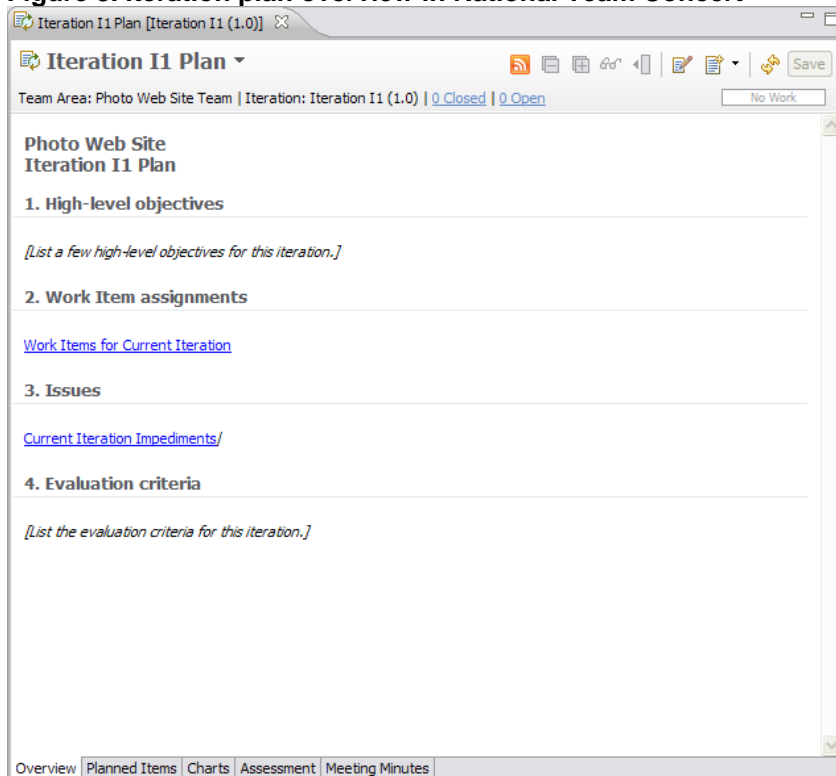 Iteration I1 Plan [Iteration I1 (1.0)]
Iteration I1 Plan
Save
Team Area: Photo Web Site Team | Iteration: Iteration I1 (1.0) | 0 Closed | 0 Open
No Work
Photo Web Site
Iteration I1 Plan
1. High-level objectives
[List a few high-level objectives for this iteration.]
2. Work Item assignments
Work Items for Current Iteration
3. Issues
Current Iteration Impediments/
4. Evaluation criteria
[List the evaluation criteria for this iteration.]
Overview Planned Items Charts Assessment Meeting Minutes